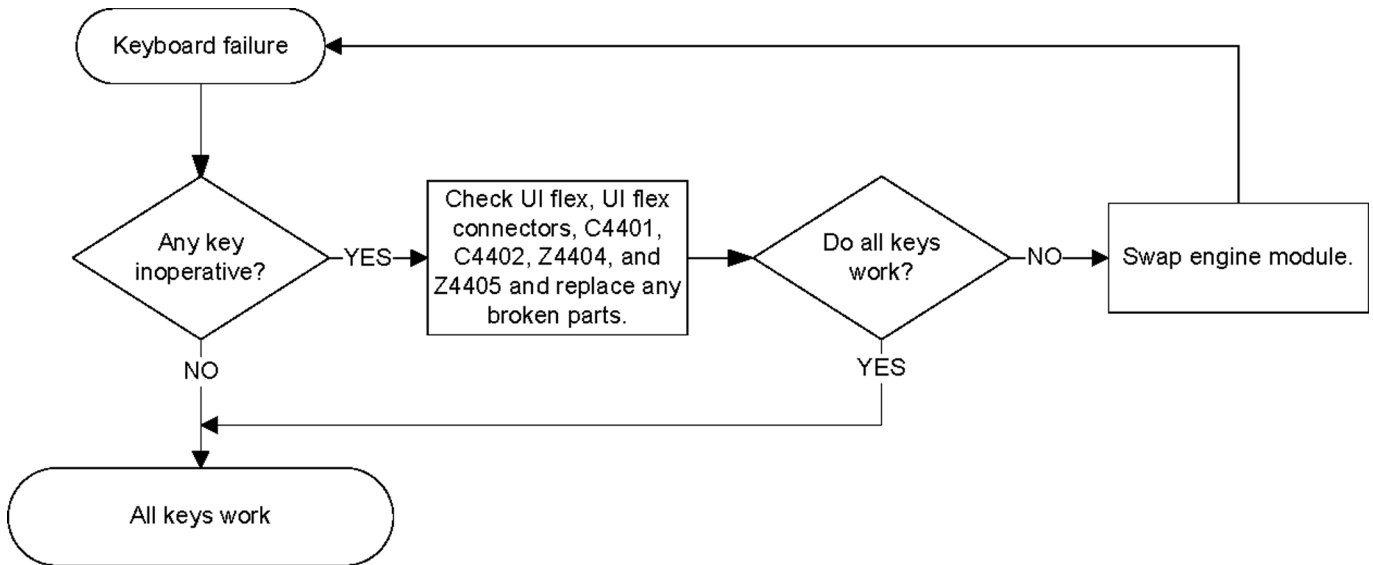 Keyboard failure
Any key
inoperative?
YES
Check UI flex, UI flex
connectors, C4401,
C4402, Z4404, and
Z4405 and replace any
broken parts.
Do all keys
work?
NO
Swap engine module.
NO
YES
All keys work